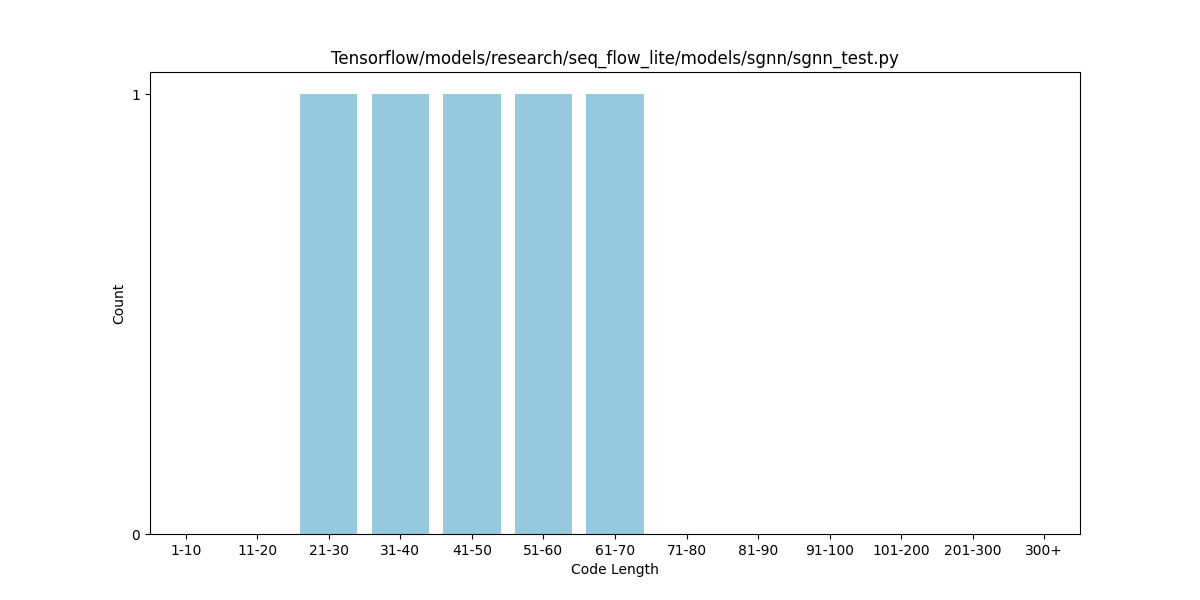 Tensorflow/models/research/seq_flow_lite/models/sgnn/sgnn_test.py
1
Count
0
1-10 11-20 21-30 31-40 41-50 51-60 61-70 71-80 81-90 91-100 101-200 201-300 300+
Code Length